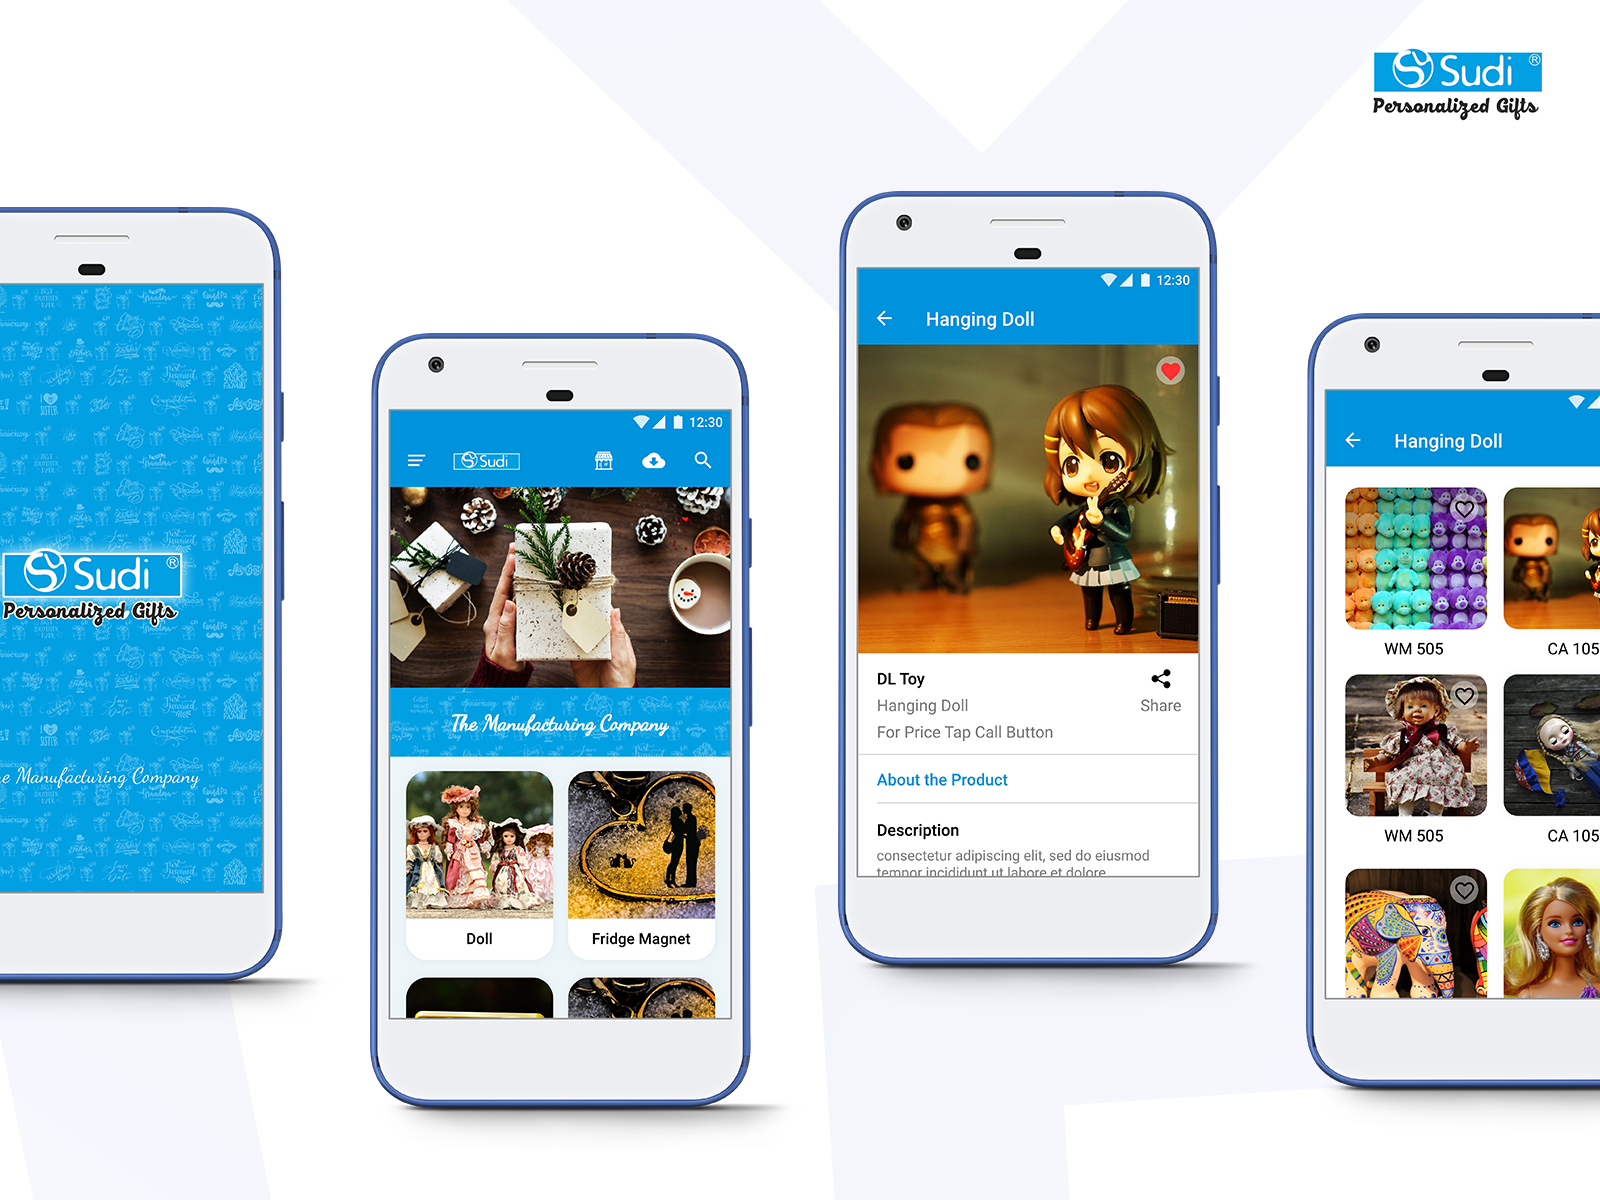 Sudi ®
Personalized Gifts
Sudi ®
Personalized Gifts
e Manufacturing Company
12:30
Sudi
The Manufacturing Company
Doll
Fridge Magnet
12:30
Hanging Doll
DL Toy
Share
Hanging Doll
For Price Tap Call Button
About the Product
Description
consectetur adipiscing elit, sed do eiusmod
tempor incididunt ut labore et dolore
Hanging Doll
WM 505
CA 105
WM 505
CA 105